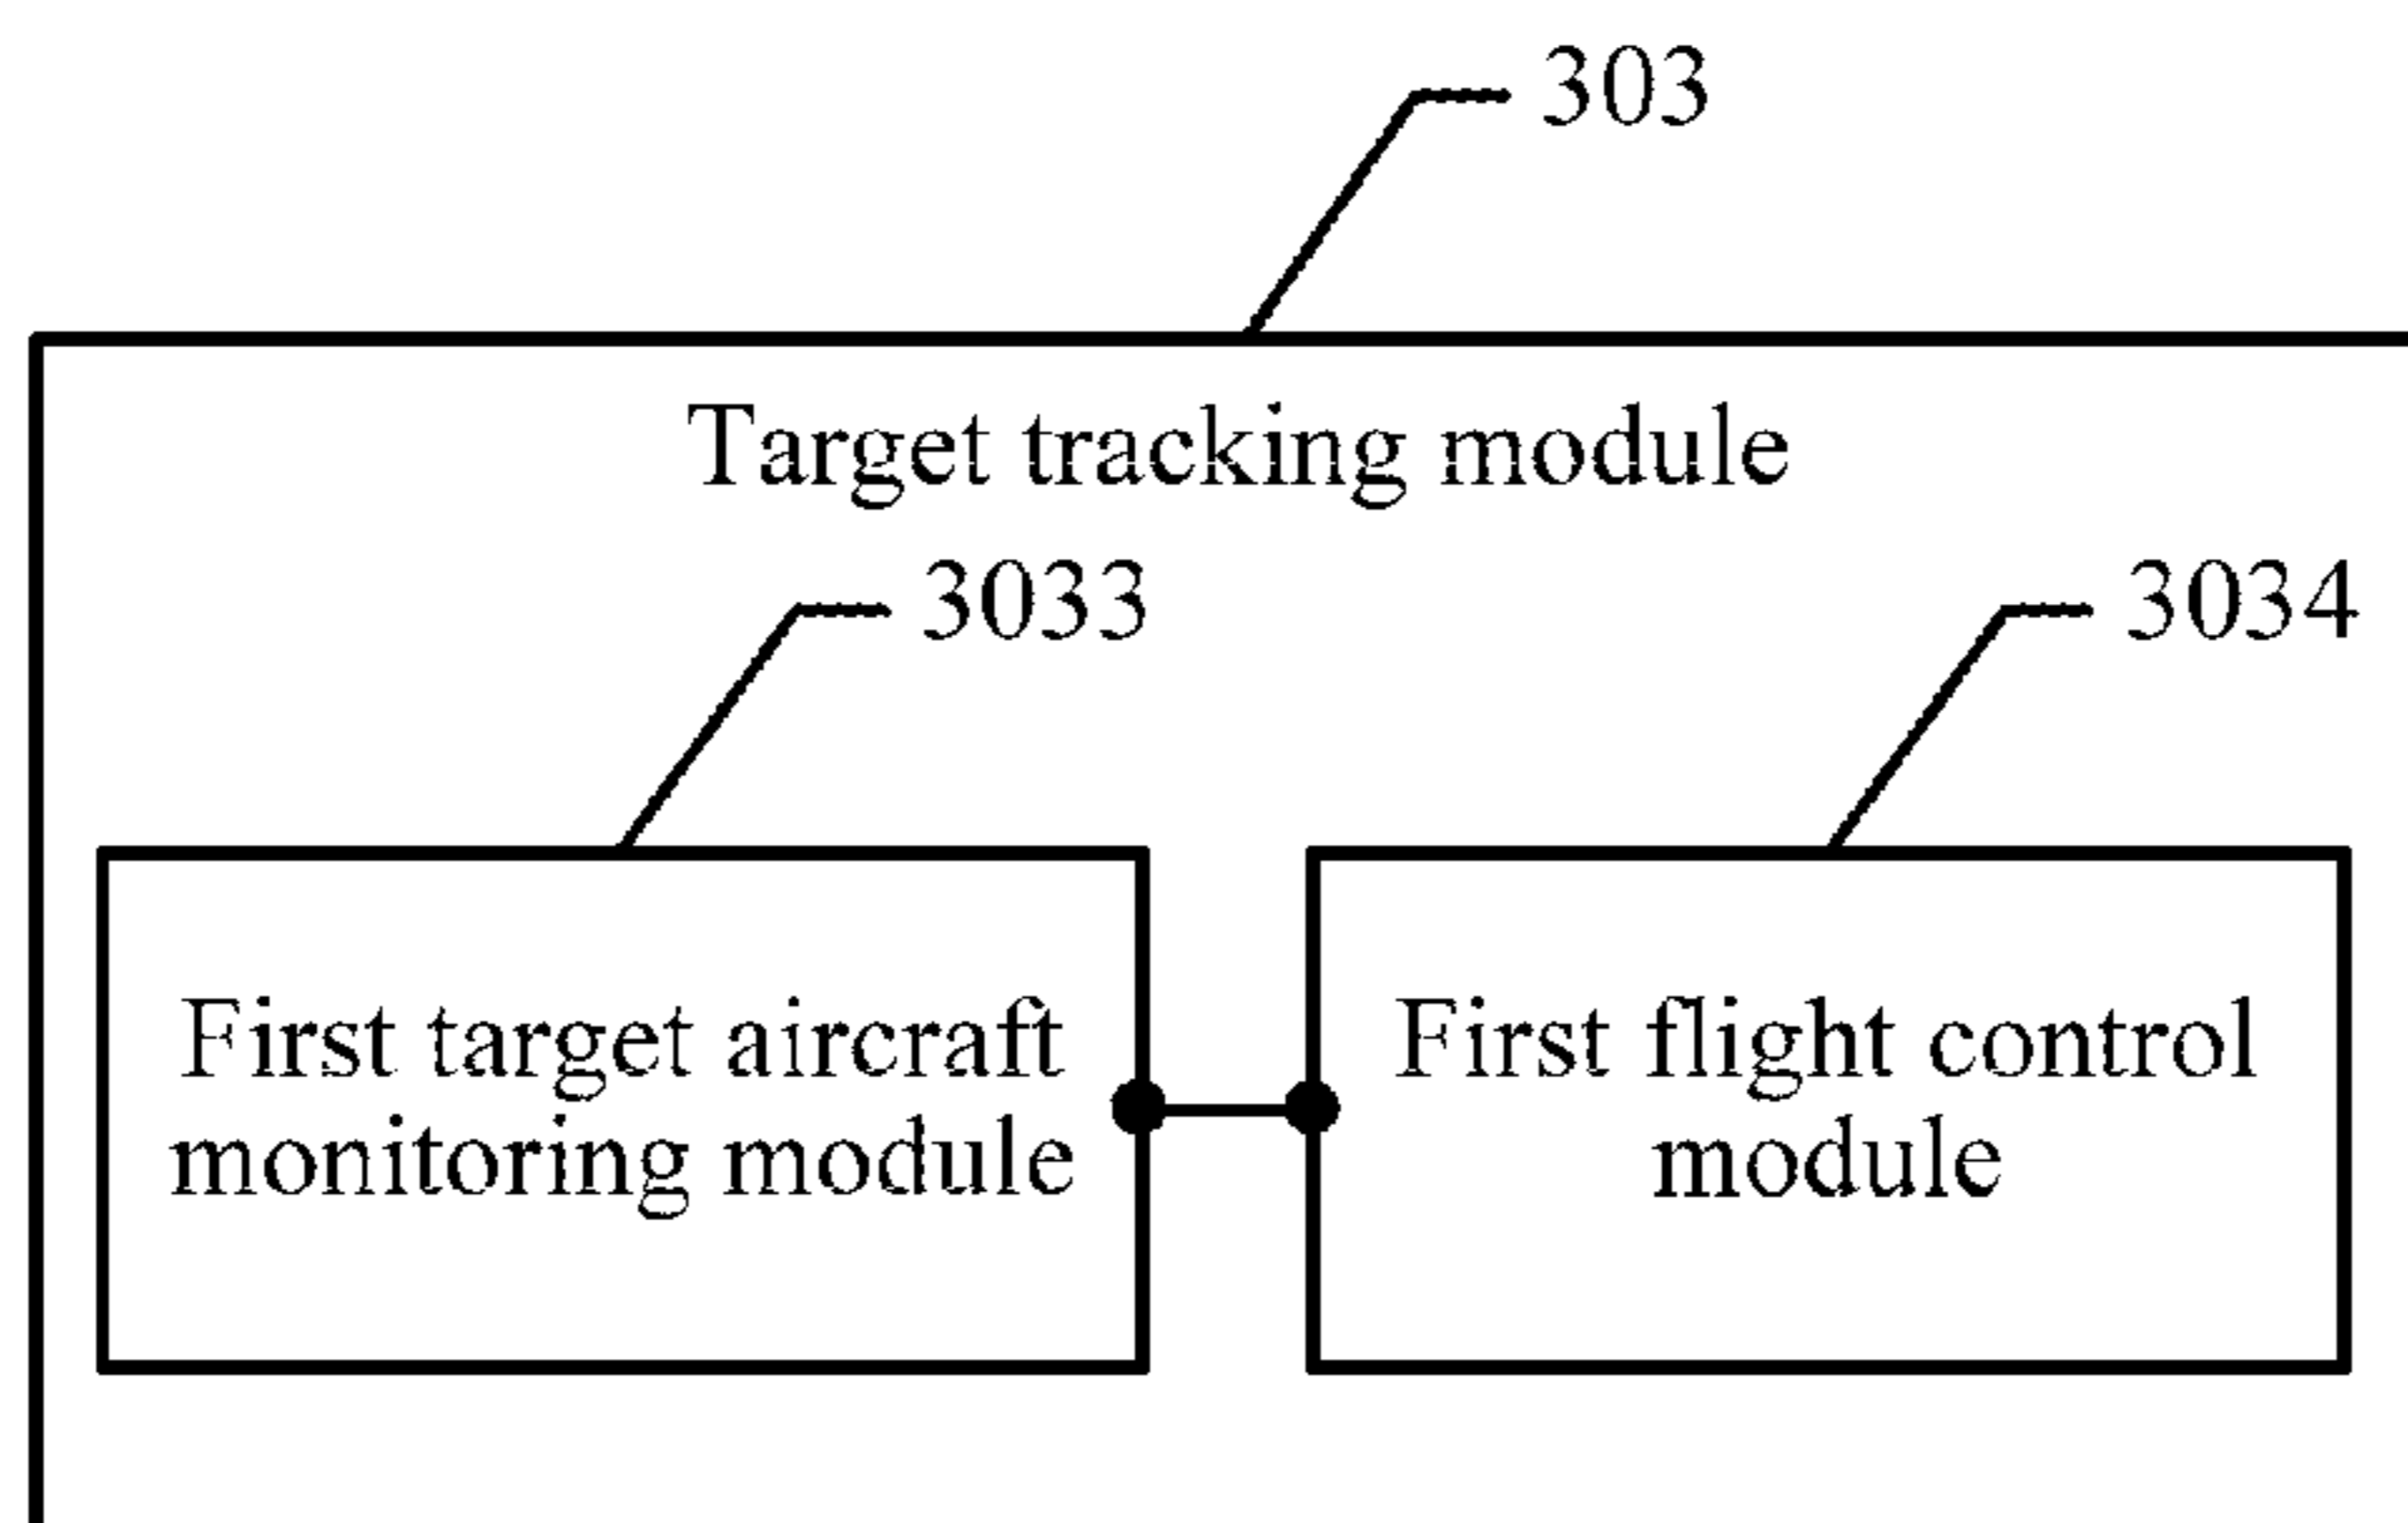 303
Target tracking module
3033
3034
First target aircraft
monitoring module
First flight control
module